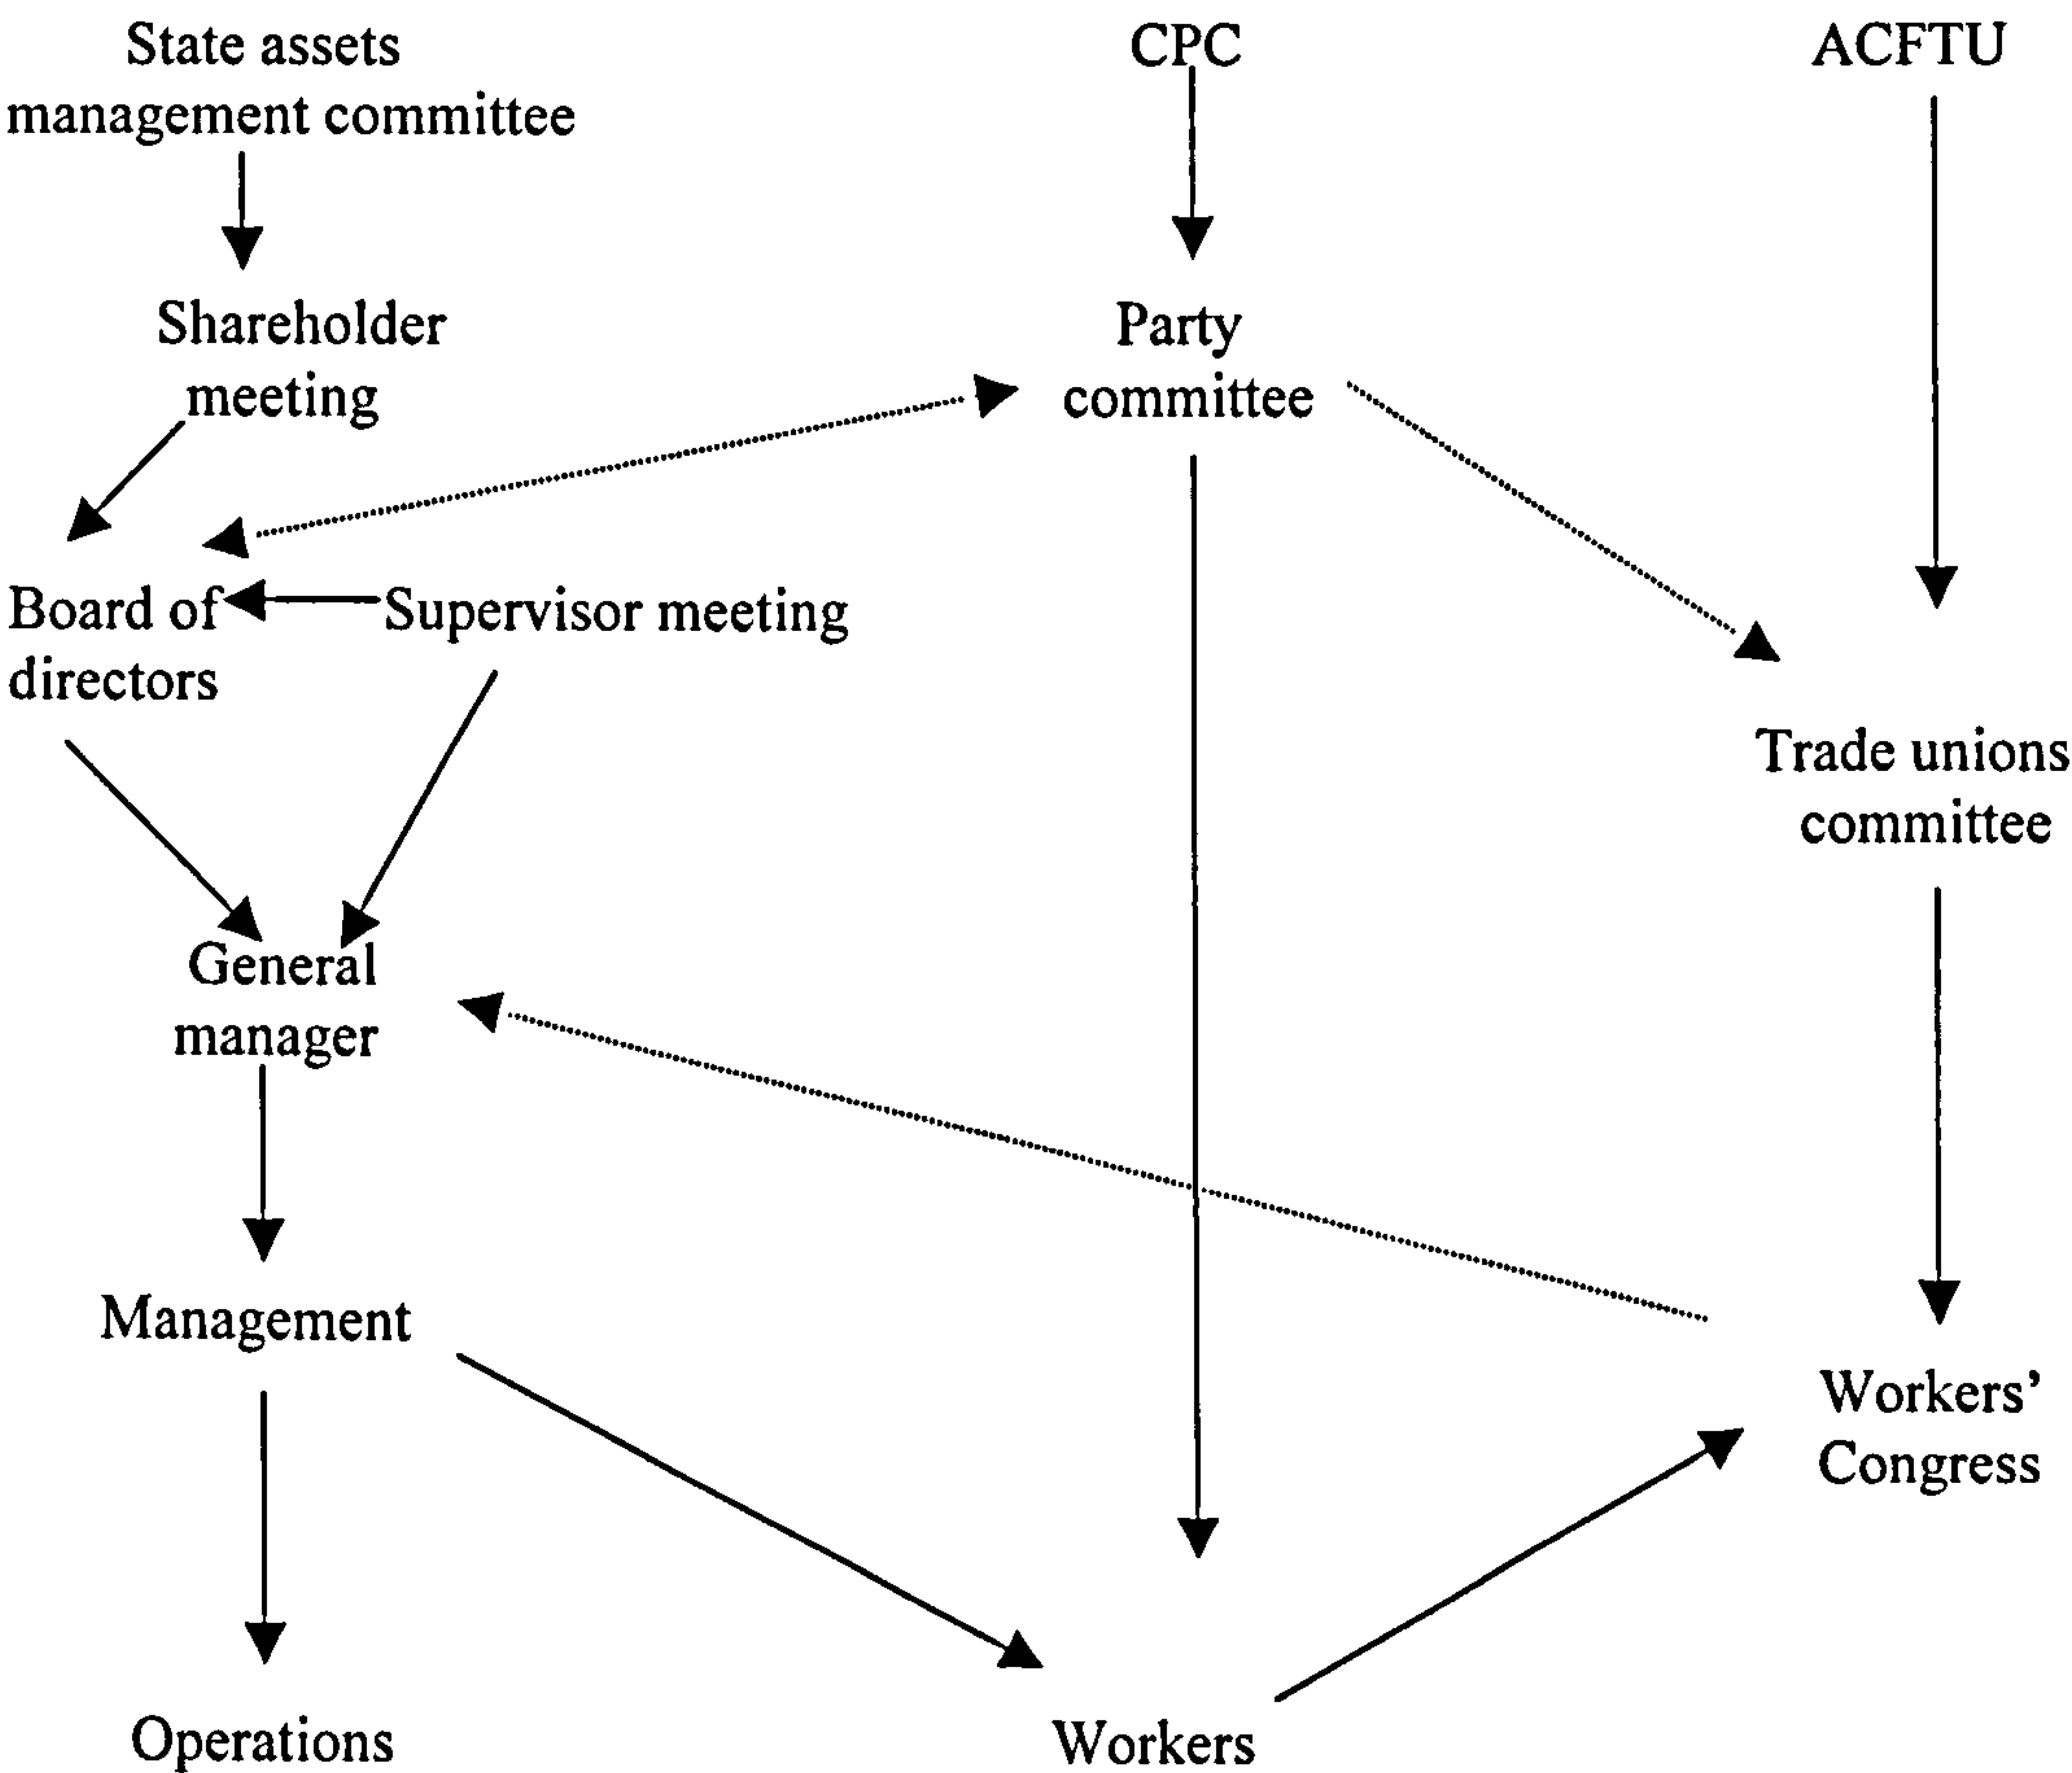 State assets
management committee
CPC
ACFTU
Shareholder
meeting
Party
committee
Board of
directors
Supervisor meeting
Trade unions
committee
General
manager
Management
Workers’
Congress
Operations
Workers